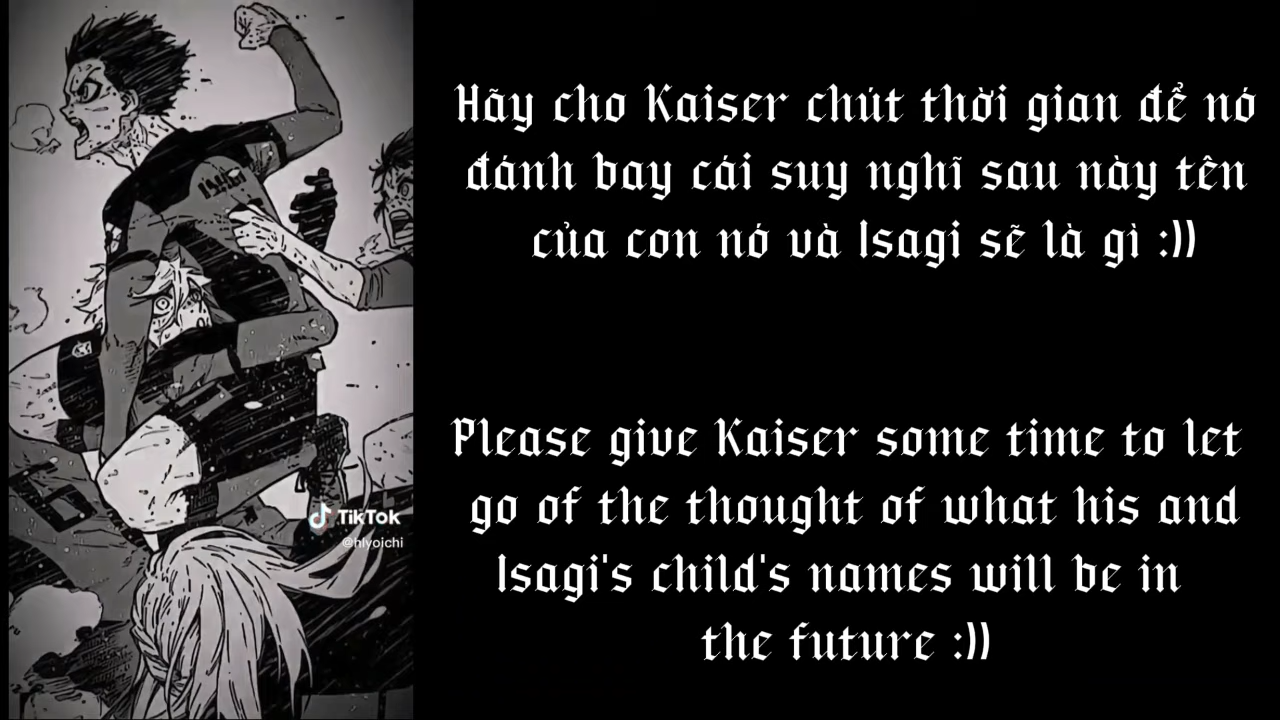 Hãy cho Kaiser chút thời gian để nó
đánh bay cái suy nghĩ sau này tên
của con nó và Isagi sẽ là gì :))
Please give Kaiser some time to let
go of the thought of what his and
Isagi's child's names will be in
the future :))
TikTok
@hlyoichi